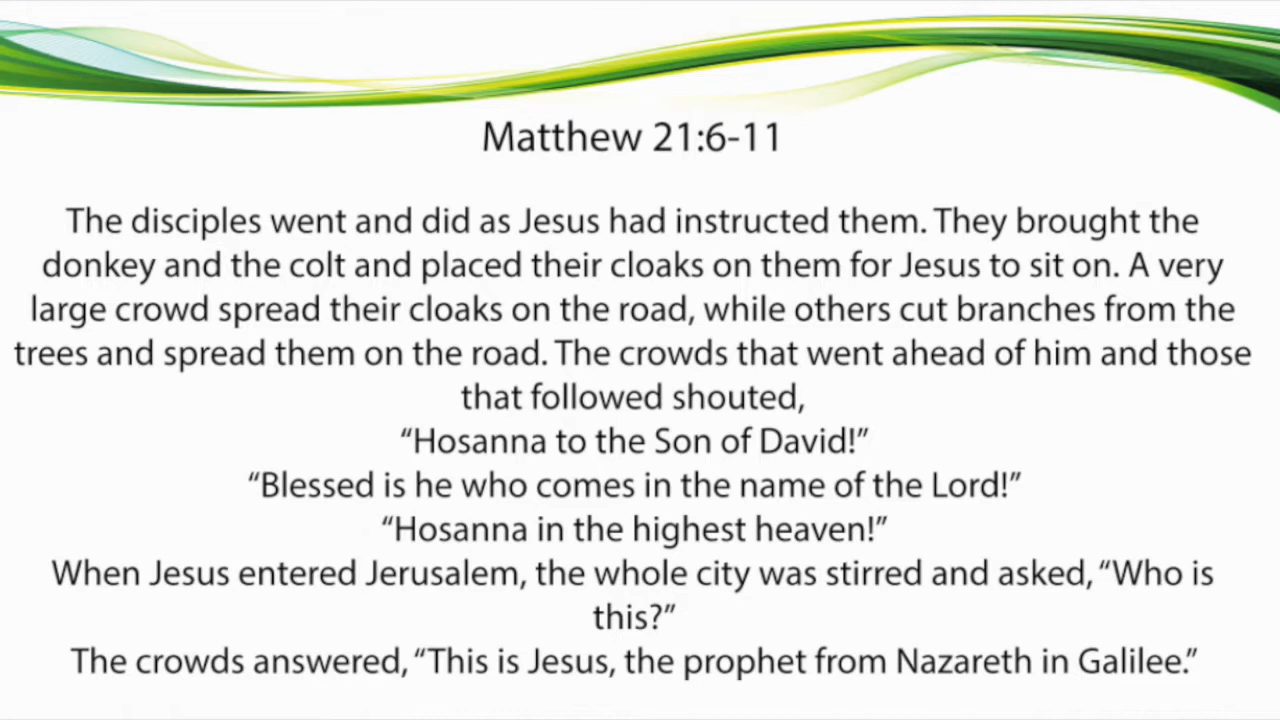 Matthew 21:6-11
The disciples went and did as Jesus had instructed them. They brought the
donkey and the colt and placed their cloaks on them for Jesus to sit on. A very
large crowd spread their cloaks on the road, while others cut branches from the
trees and spread them on the road. The crowds that went ahead of him and those
that followed shouted,
“Hosanna to the Son of David!”
“Blessed is he who comes in the name of the Lord!”
“Hosanna in the highest heaven!”
When Jesus entered Jerusalem, the whole city was stirred and asked, “Who is
this?”
The crowds answered, “This is Jesus, the prophet from Nazareth in Galilee.”